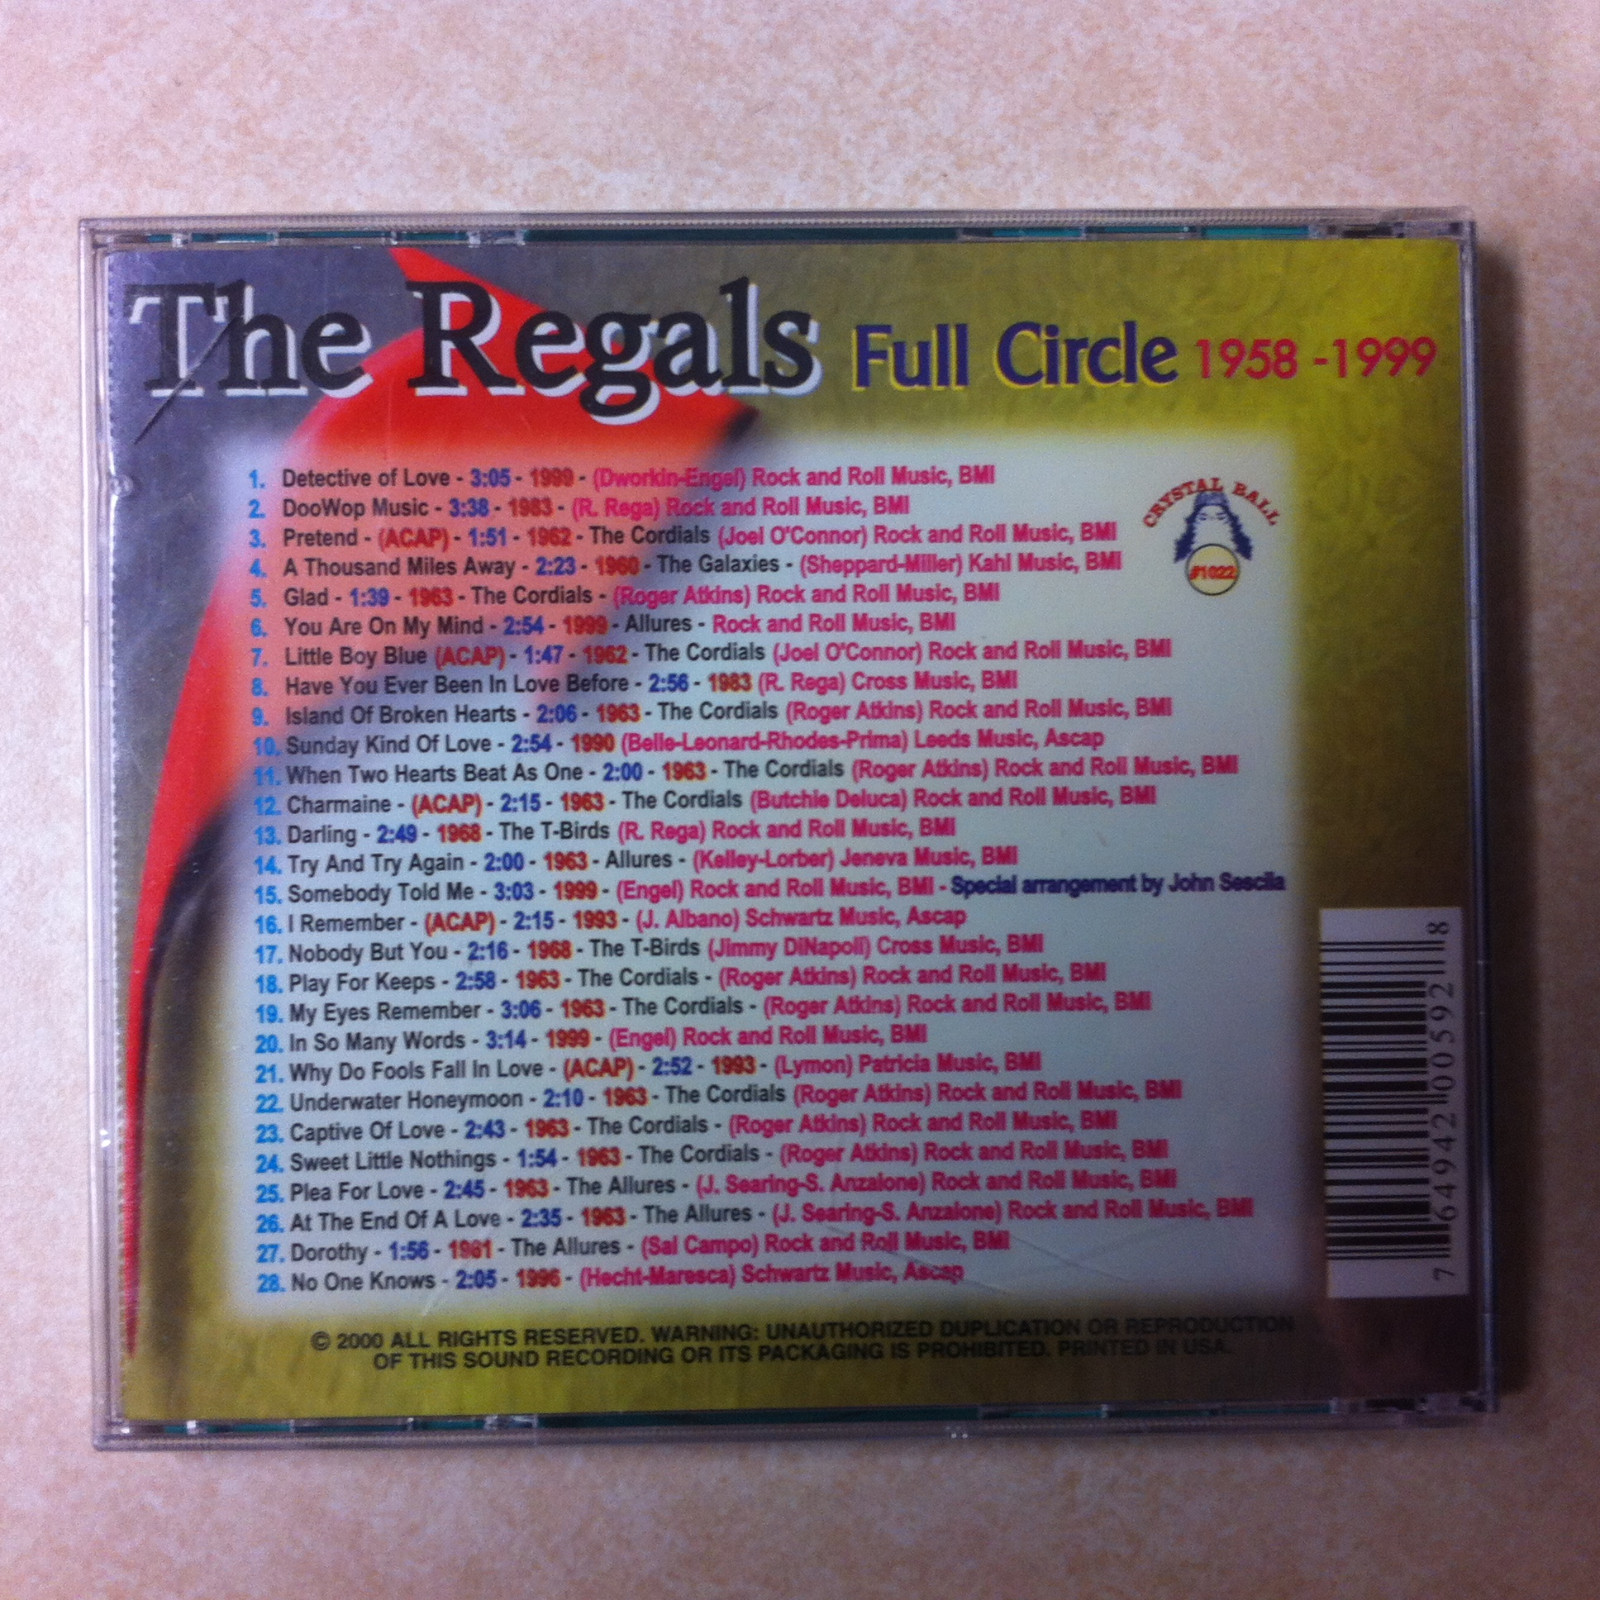 The Regals Full Circle 1958 -1999
1. Detective of Love - 3:05 - 1999 - (Dworkin-Engel) Rock and Roll Music, BMI
2. DooWop Music - 3:38 - 1983 - (R. Rega) Rock and Roll Music, BMI
3. Pretend - (ACAP) - 1:51 - 1962 - The Cordials (Joel O'Connor) Rock and Roll Music, BMI
4. A Thousand Miles Away - 2:23 - 1960 - The Galaxies - (Sheppard-Miller) Kahl Music, BMI
5. Glad - 1:39 - 1963 - The Cordials - (Roger Atkins) Rock and Roll Music, BMI
6. You Are On My Mind - 2:54 - 1999 - Allures - Rock and Roll Music, BMI
7. Little Boy Blue (ACAP) - 1:47 - 1962 - The Cordials (Joel O'Connor) Rock and Roll Music, BMI
8. Have You Ever Been In Love Before - 2:56 - 1983 (R. Rega) Cross Music, BMI
9. Island Of Broken Hearts - 2:06 - 1963 - The Cordials (Roger Atkins) Rock and Roll Music, BMI
10. Sunday Kind Of Love - 2:54 - 1990 (Belle-Leonard-Rhodes-Prima) Leeds Music, Ascap
11. When Two Hearts Beat As One - 2:00 - 1963 - The Cordials (Roger Atkins) Rock and Roll Music, BMI
12. Charmaine - (ACAP) - 2:15 - 1963 - The Cordials (Butchie Deluca) Rock and Roll Music, BMI
13. Darling - 2:49 - 1968 - The T-Birds (R. Rega) Rock and Roll Music, BMI
14. Try And Try Again - 2:00 - 1963 - Allures - (Kelley-Lorber) Jeneva Music, BMI
15. Somebody Told Me - 3:03 - 1999 - (Engel) Rock and Roll Music, BMI - Special arrangement by John Sescila
16. I Remember - (ACAP) - 2:15 - 1993 - (J. Albano) Schwartz Music, Ascap
17. Nobody But You - 2:16 - 1968 - The T-Birds (Jimmy DiNapoli) Cross Music, BMI
18. Play For Keeps - 2:58 - 1963 - The Cordials - (Roger Atkins) Rock and Roll Music, BMI
19. My Eyes Remember - 3:06 - 1963 - The Cordials - (Roger Atkins) Rock and Roll Music, BMI
20. In So Many Words - 3:14 - 1999 - (Engel) Rock and Roll Music, BMI
21. Why Do Fools Fall In Love - (ACAP) - 2:52 - 1993 - (Lymon) Patricia Music, BMI
22. Underwater Honeymoon - 2:10 - 1963 - The Cordials (Roger Atkins) Rock and Roll Music, BMI
23. Captive Of Love - 2:43 - 1963 - The Cordials - (Roger Atkins) Rock and Roll Music, BMI
24. Sweet Little Nothings - 1:54 - 1963 - The Cordials - (Roger Atkins) Rock and Roll Music, BMI
25. Plea For Love - 2:45 - 1963 - The Allures - (J. Searing-S. Anzalone) Rock and Roll Music, BMI
26. At The End Of A Love - 2:35 - 1963 - The Allures - (J. Searing-S. Anzalone) Rock and Roll Music, BMI
27. Dorothy - 1:56 - 1961 - The Allures - (Sal Campo) Rock and Roll Music, BMI
28. No One Knows - 2:05 - 1996 - (Hecht-Maresca) Schwartz Music, Ascap
CRYSTAL BALL
#1022
7 64942 00592 8
© 2000 ALL RIGHTS RESERVED. WARNING: UNAUTHORIZED DUPLICATION OR REPRODUCTION
OF THIS SOUND RECORDING OR ITS PACKAGING IS PROHIBITED. PRINTED IN USA.